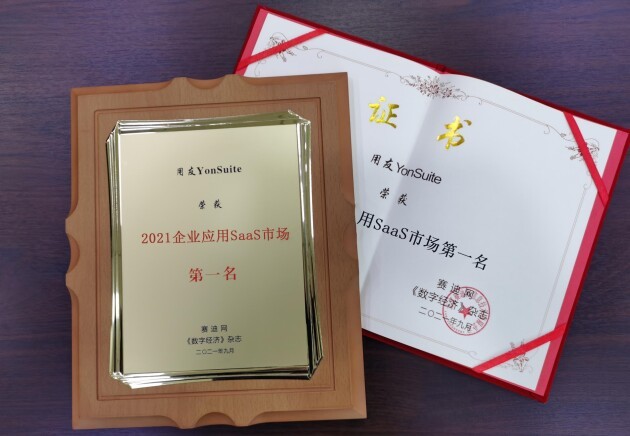 用友YonSuite
荣获
2021企业应用SaaS市场
第一名
赛迪网
《数字经济》杂志
二〇二一年九月
证书
用友YonSuite
荣获
用SaaS市场第一名
赛迪网
《数字经济》杂志
二〇二一年九月